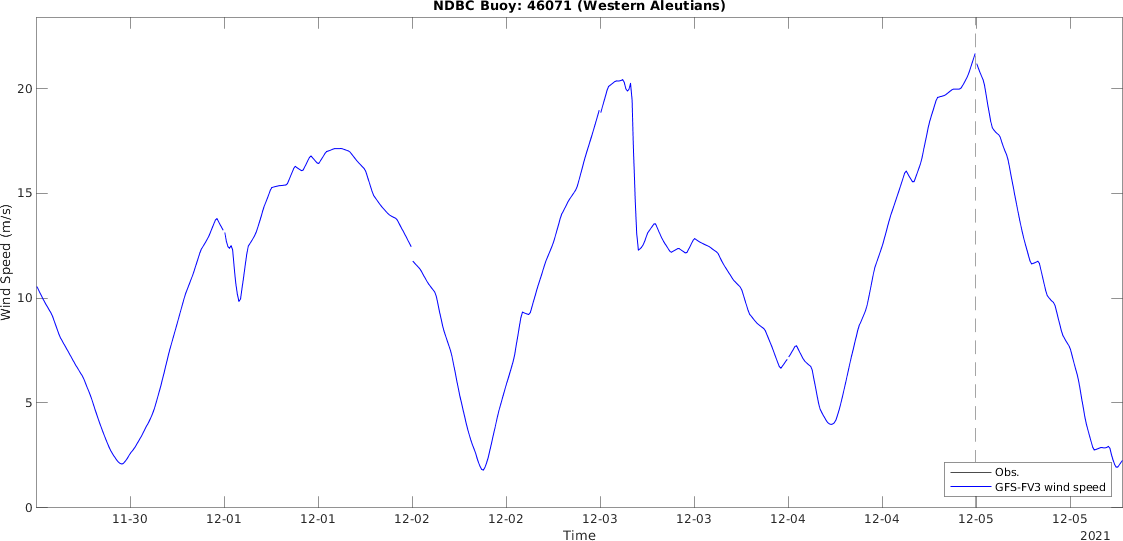 NDBC Buoy: 46071 (Western Aleutians)
20
15
10
5
0
Wind Speed (m/s)
11-30 12-01 12-01 12-02 12-02 12-03 12-03 12-04 12-04 12-05 12-05
Time
2021
Obs.
GFS-FV3 wind speed